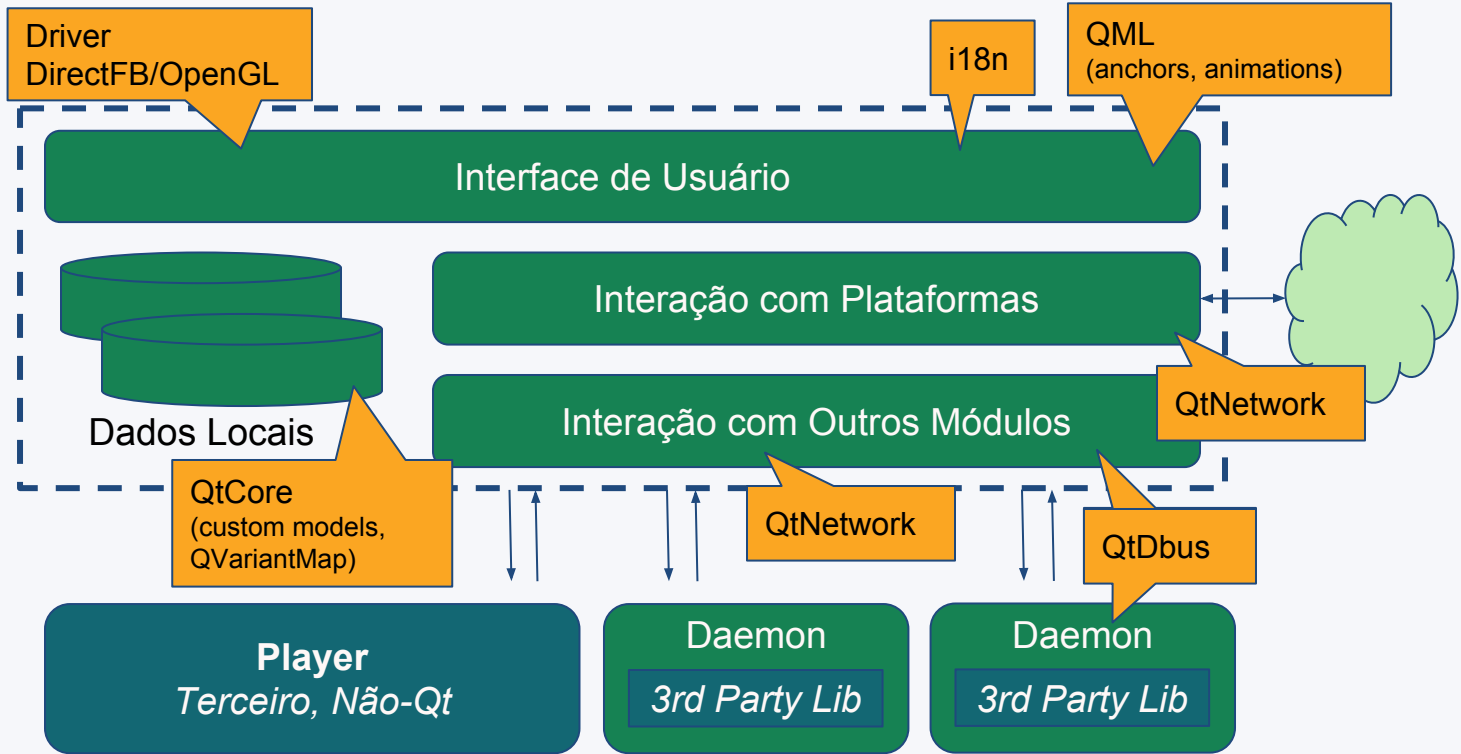 Driver
DirectFB/OpenGL
i18n
QML
(anchors, animations)
Interface de Usuário
Interação com Plataformas
QtNetwork
Interação com Outros Módulos
Dados Locais
QtCore
(custom models,
QVariantMap)
QtNetwork
QtDbus
Player
Terceiro, Não-Qt
Daemon
3rd Party Lib
Daemon
3rd Party Lib